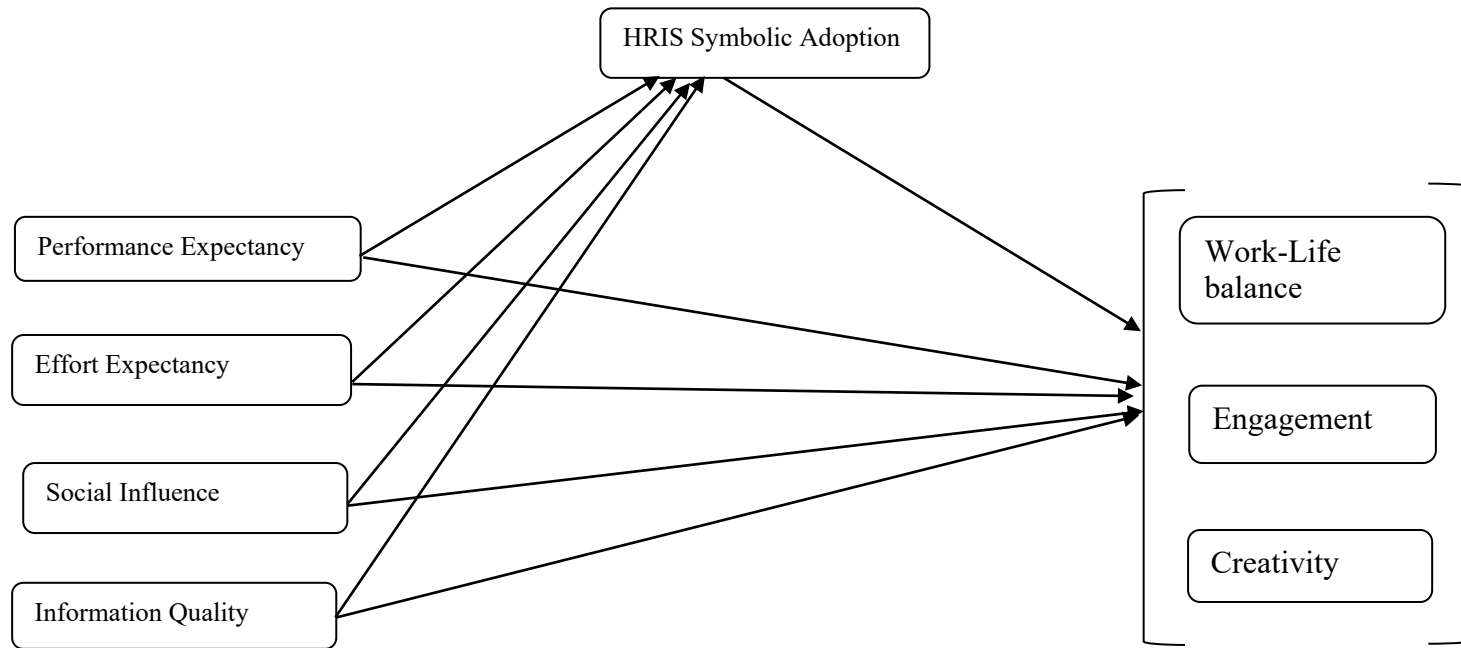 HRIS Symbolic Adoption
Performance Expectancy
Work-Life
balance
Effort Expectancy
Engagement
Social Influence
Creativity
Information Quality